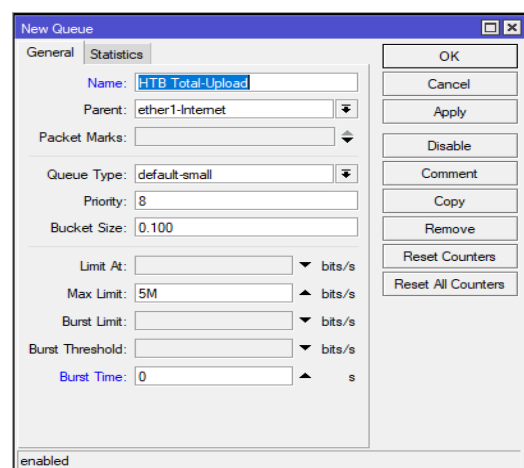 New Queue
General Statistics
Name: HTB Total-Upload
Parent: ether1-Internet
Packet Marks:
Queue Type: default-small
Priority: 8
Bucket Size: 0.100
Limit At: bits/s
Max Limit: 5M bits/s
Burst Limit: bits/s
Burst Threshold: bits/s
Burst Time: 0 s
OK
Cancel
Apply
Disable
Comment
Copy
Remove
Reset Counters
Reset All Counters
enabled